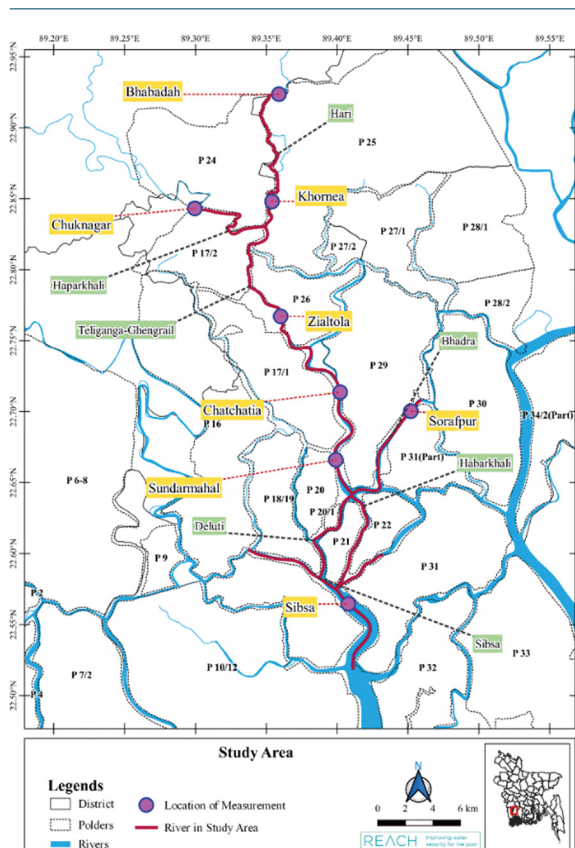 89.20°E 89.25°E 89.30°E 89.35°E 89.40°E 89.45°E 89.50°E 89.55°E
22.95°N
Bhabadah
Hari
22.90°N
P 25
P 24
22.85°N
Khornea
Chuknagar
P 27/1
P 28/1
P 27/2
P 17/2
22.80°N
Haparkhali
P 26
P 28/2
Teliganga-Ghengrail
Zialtola
22.75°N
Bhadra
P 17/1
P 29
P 30
22.70°N
Chatchatia
P 34/2(Part)
P 16
Sorafpur
P 31(Part)
P 6-8
Sundarmahal
Habarkhali
22.65°N
P 18/19
P 20
P 20/1
Deluti
P 22
P 21
22.60°N
P 9
P 31
P 2
Sibsa
22.55°N
Sibsa
P 33
P 7/2
P 10/12
P 32
P 4
22.50°N
Study Area
Legends
District
Polders
Rivers
Location of Measurement
River in Study Area
N
0 2 4 6 km
REACH Improving water security for the poor